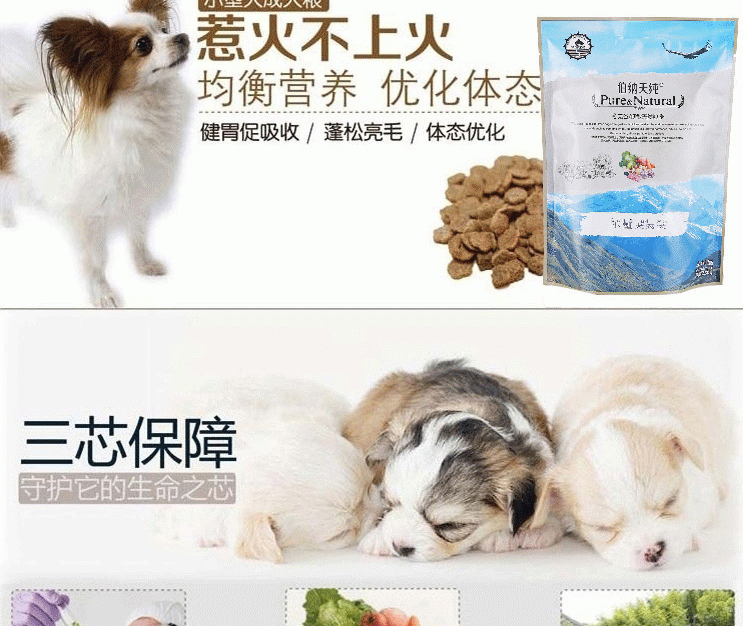 小型犬成犬粮
惹火不上火
均衡营养 优化体态
健胃促吸收 / 蓬松亮毛 / 体态优化
伯纳天纯
Pure&Natural
三芯保障
守护它的生命之芯